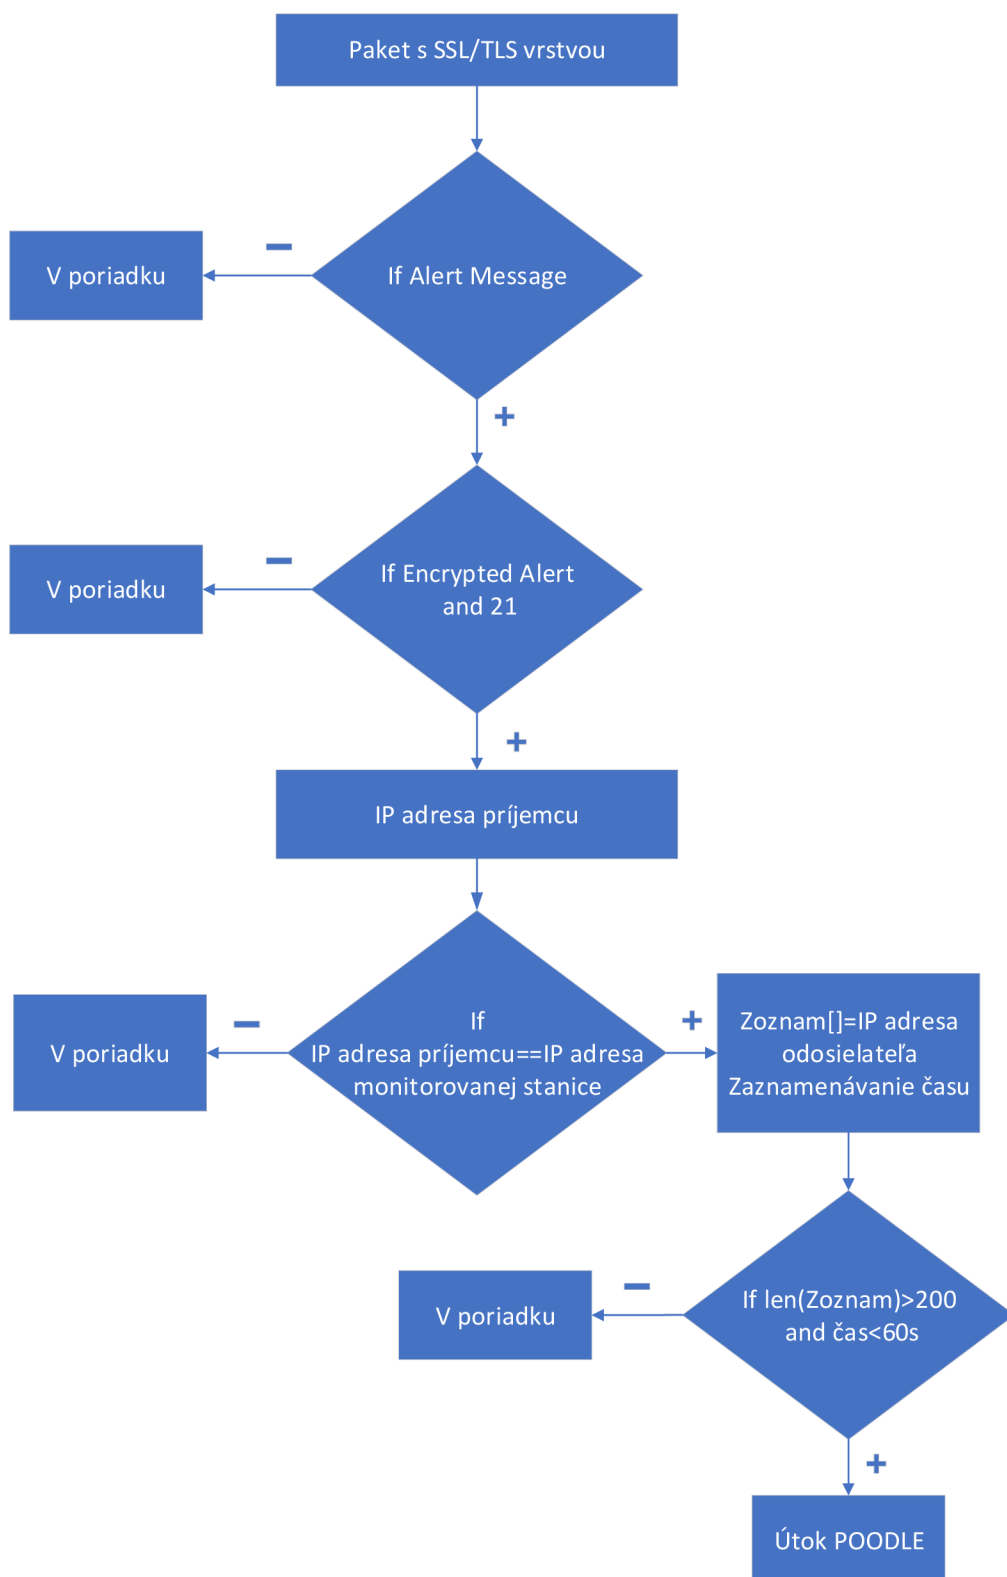 Paket s SSL/TLS vrstvou
If Alert Message
−
V poriadku
+
If Encrypted Alert
and 21
−
V poriadku
+
IP adresa príjemcu
If
IP adresa príjemcu==IP adresa
monitorovanej stanice
−
V poriadku
+
Zoznam[]=IP adresa
odosielateľa
Zaznamenávanie času
If len(Zoznam)>200
and čas<60s
−
V poriadku
+
Útok POODLE